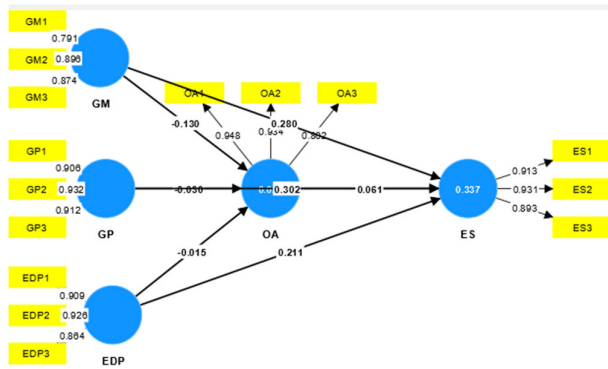 GM1
0.791
GM2
0.896
0.874
GM3
GM
OA1
OA2
OA3
0.948
0.934
-0.130
0.280
GP1
0.906
GP2
0.932
0.912
GP3
GP
-0.030
0.302
0.061
OA
0.337
ES
ES1
0.913
ES2
0.931
0.893
ES3
-0.015
0.211
EDP1
0.909
EDP2
0.926
0.864
EDP3
EDP